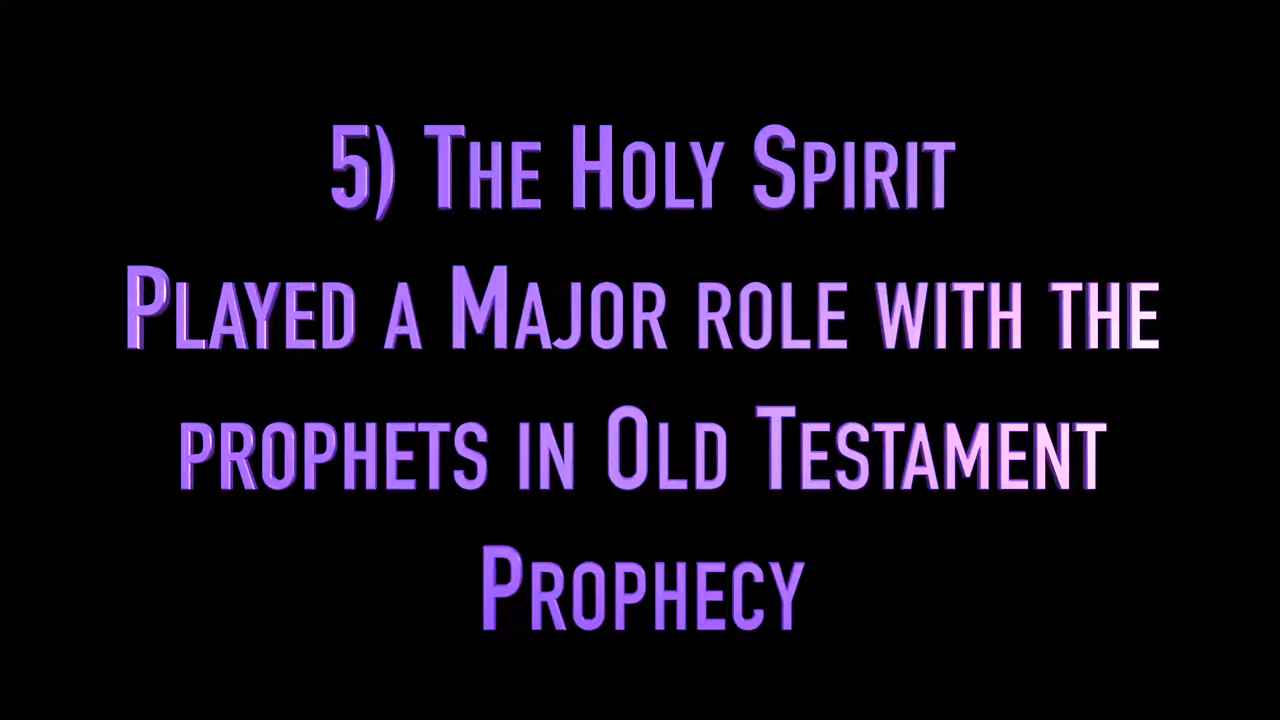 5) The Holy Spirit
Played a Major role with the
prophets in Old Testament
Prophecy